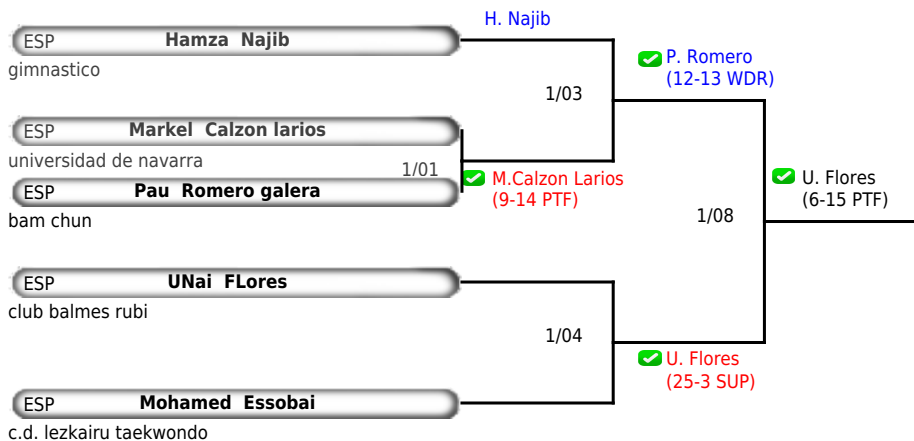 H. Najib
ESP Hamza Najib
gimnastico
P. Romero
(12-13 WDR)
1/03
ESP Markel Calzon larios
universidad de navarra
1/01
M.Calzon Larios
(9-14 PTF)
ESP Pau Romero galera
bam chun
U. Flores
(6-15 PTF)
1/08
ESP UNai FLores
club balmes rubi
1/04
U. Flores
(25-3 SUP)
ESP Mohamed Essobai
c.d. lezkairu taekwondo